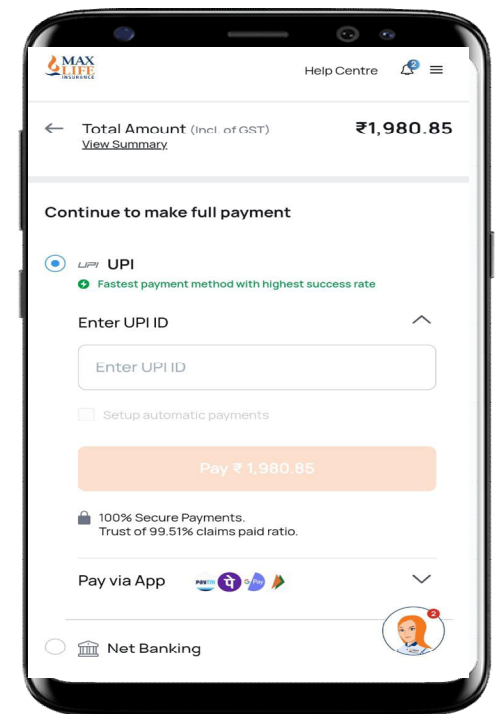 MAX
LIFE
INSURANCE
Help Centre
2
Total Amount (Incl. of GST)
₹1,980.85
View Summary
Continue to make full payment
UPI UPI
Fastest payment method with highest success rate
Enter UPI ID
Enter UPI ID
Setup automatic payments
Pay ₹ 1,980.85
100% Secure Payments.
Trust of 99.51% claims paid ratio.
Pay via App
Paytm पे G Pay
2
Net Banking